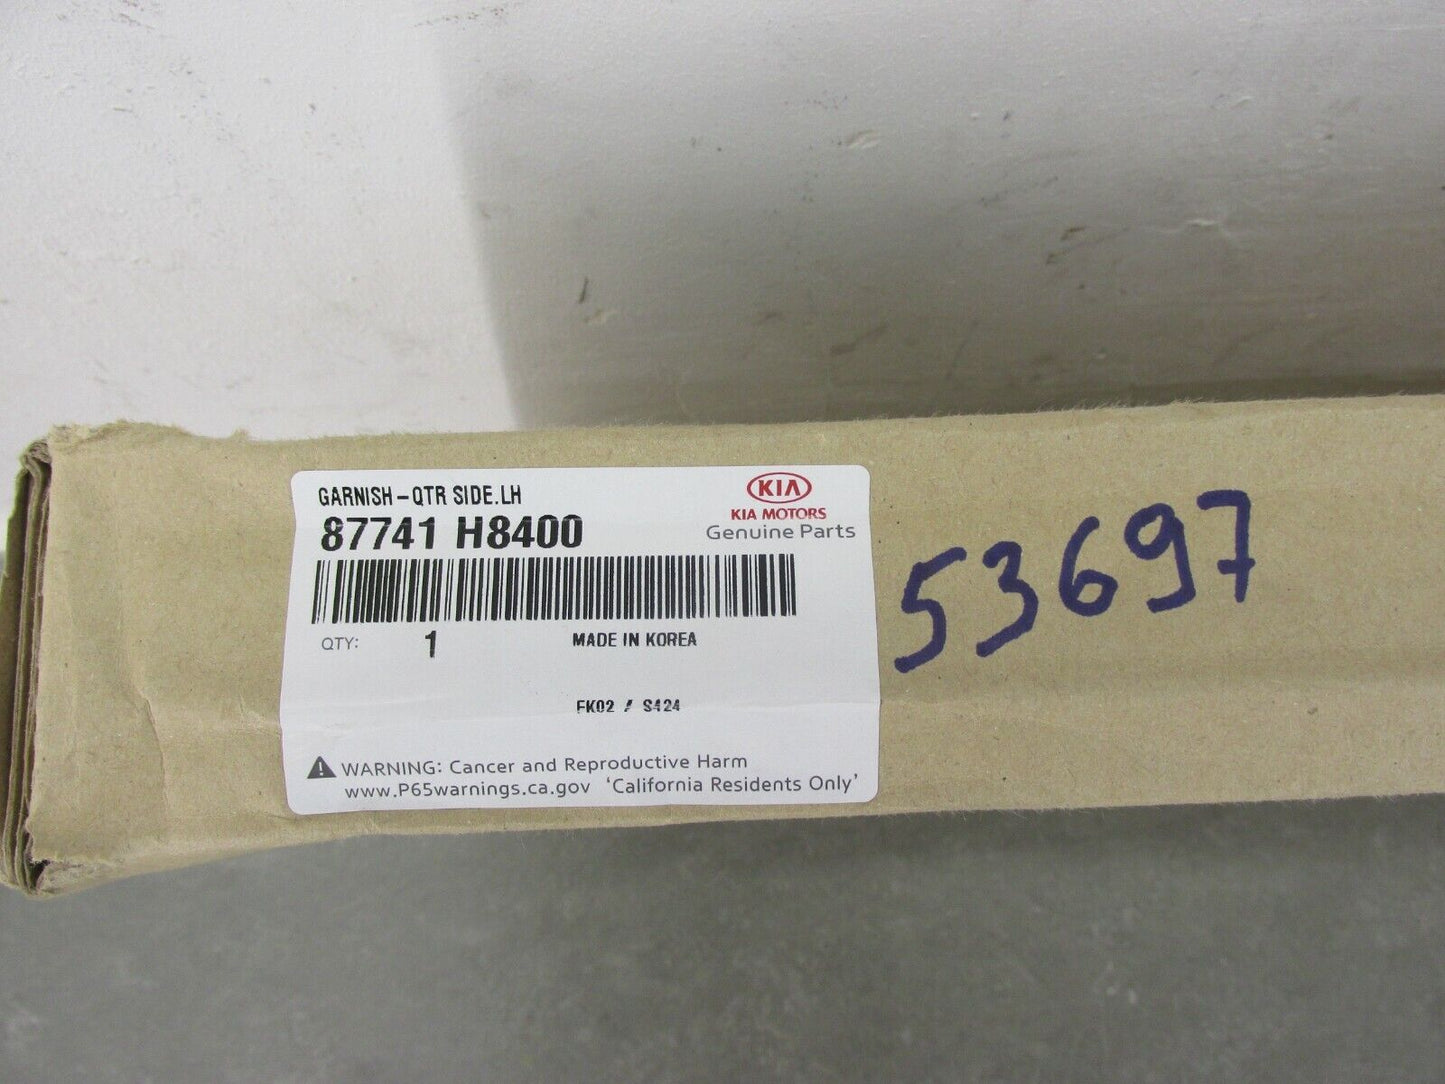 GARNISH-QTR SIDE.LH
87741 H8400
KIA
KIA MOTORS
Genuine Parts
QTY: 1 MADE IN KOREA
S424
WARNING: Cancer and Reproductive Harm
www.P65warnings.ca.gov 'California Residents Only'
53697